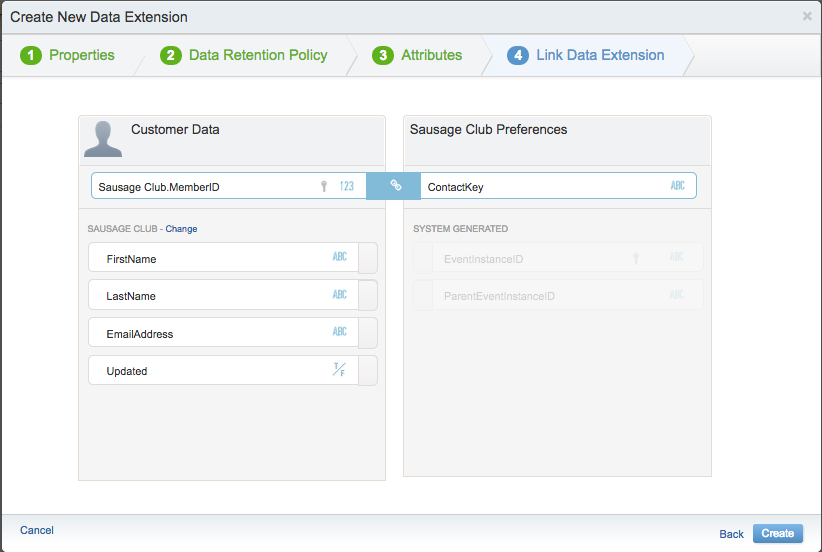 Create New Data Extension
1 Properties 2 Data Retention Policy 3 Attributes 4 Link Data Extension
Customer Data
Sausage Club.MemberID 123
SAUSAGE CLUB - Change
FirstName ABC
LastName ABC
EmailAddress ABC
Updated T/F
Sausage Club Preferences
ContactKey ABC
SYSTEM GENERATED
EventInstanceID ABC
ParentEventInstanceID ABC
Cancel
Back Create